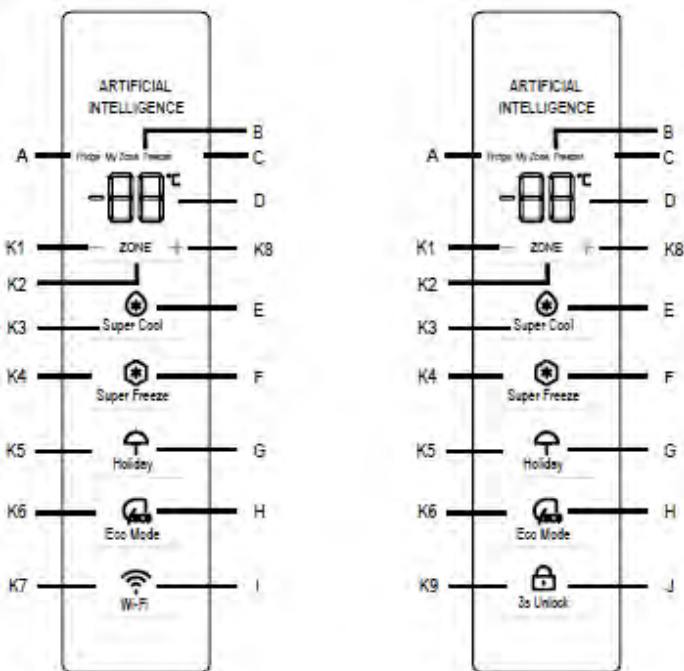 ARTIFICIAL
INTELLIGENCE
B
A
Fridge My Zone Freezer
C
-88°C
D
K1
- ZONE +
K8
K2
E
Super Cool
K3
K4
F
Super Freeze
K5
G
Holiday
K6
eco
H
Eco Mode
K7
I
Wi-Fi
ARTIFICIAL
INTELLIGENCE
B
A
Fridge My Zone Freezer
C
-88°C
D
K1
- ZONE +
K8
K2
E
Super Cool
K3
K4
F
Super Freeze
K5
G
Holiday
K6
eco
H
Eco Mode
K9
J
3s Unlock